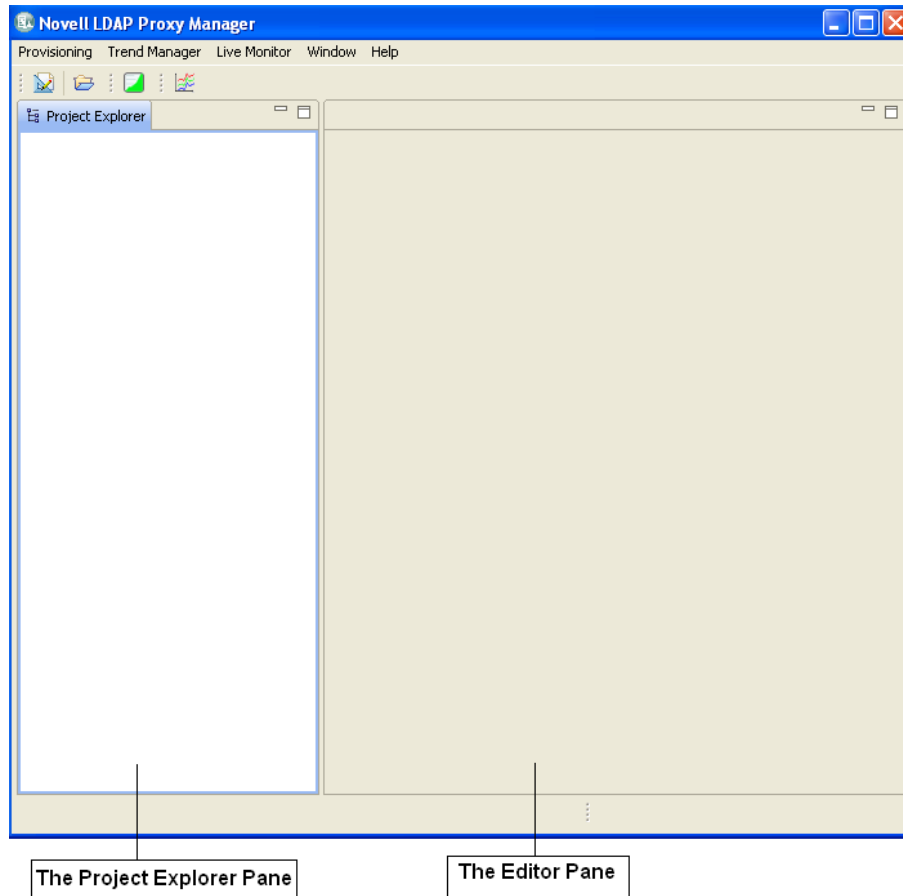 Novell LDAP Proxy Manager
Provisioning Trend Manager Live Monitor Window Help
Project Explorer
The Project Explorer Pane
The Editor Pane